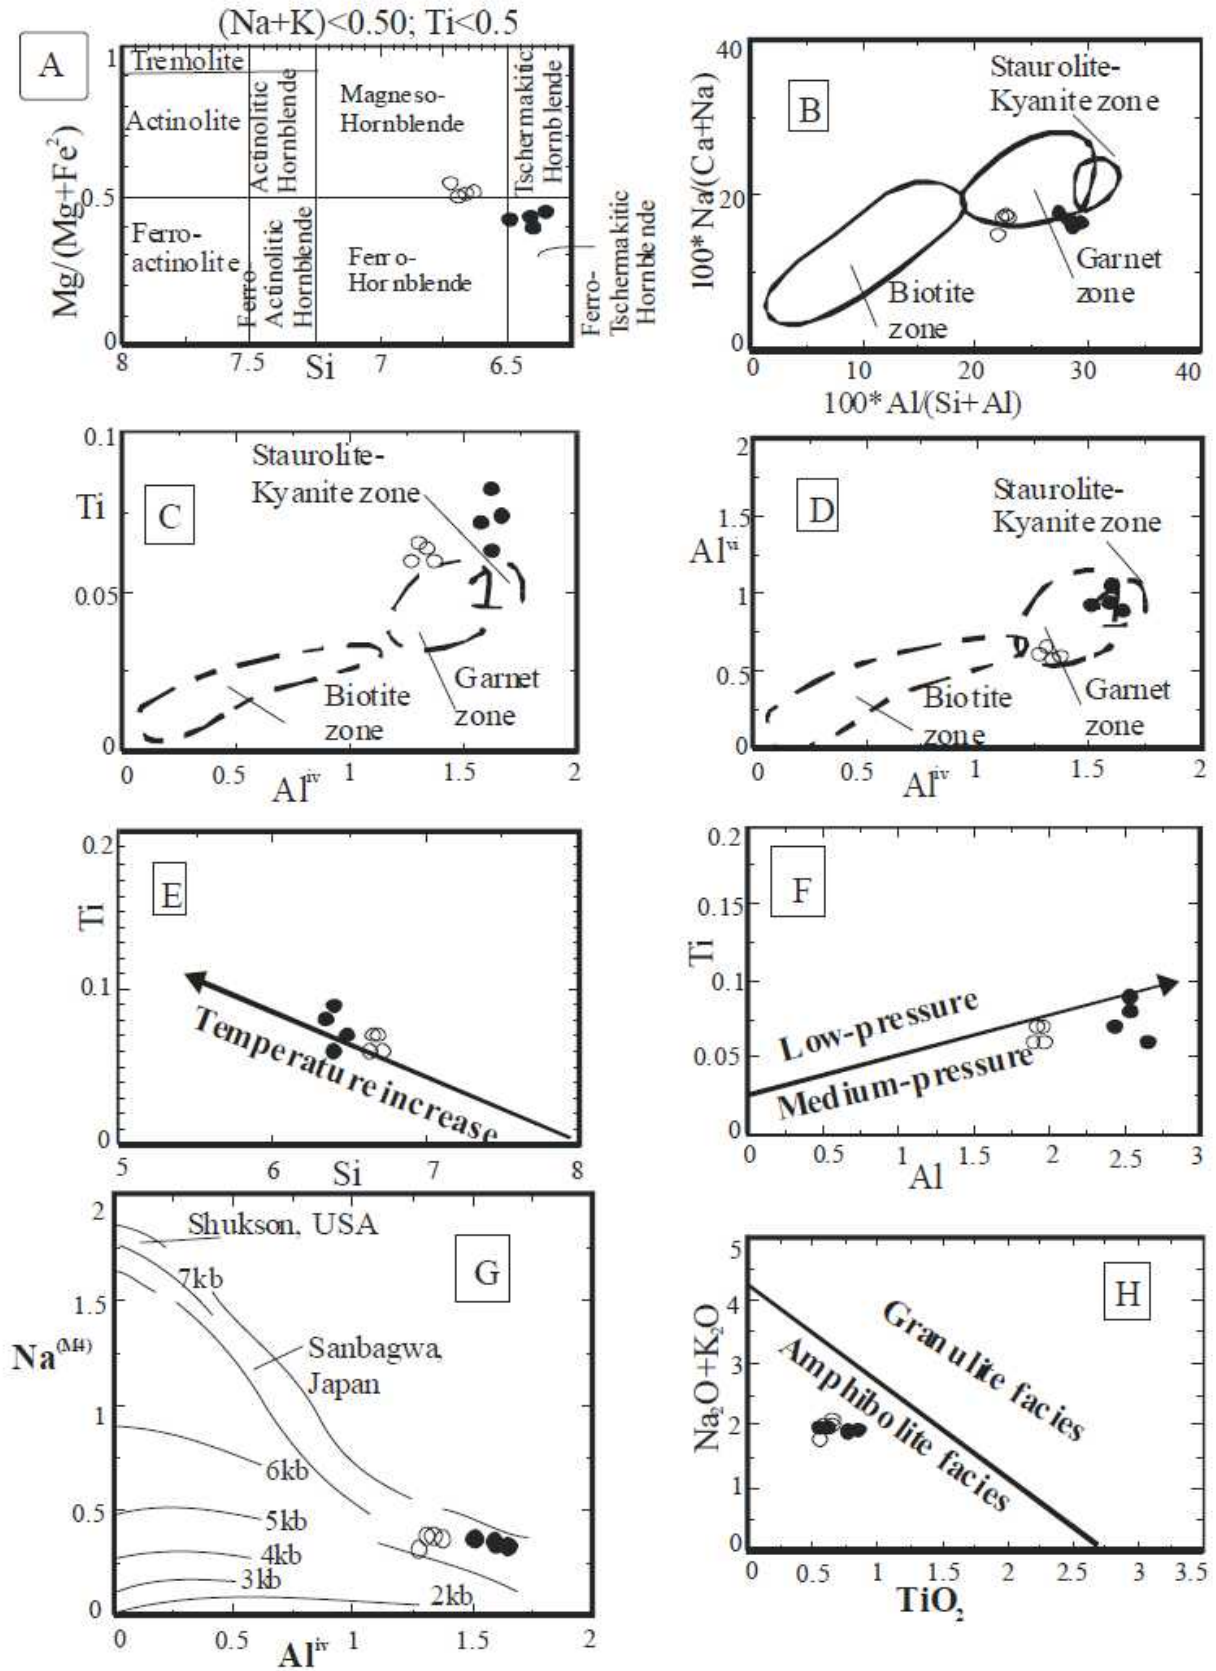 (Na+K)<0.50; Ti<0.5
A
Mg/(Mg+Fe²)
1
0.5
0
Tremolite
Actinolite
Actinolitic
Hornblende
Magneso-
Hornblende
Tschermakitic
Hornblende
Ferro-
actinolite
Ferro-
Actinolitic
Hornblende
Ferro-
Hornblende
Ferro-
Tschermakitic
Hornblende
8
7.5
Si
7
6.5
B
100*Na/(Ca+Na)
40
20
0
Staurolite-
Kyanite zone
Biotite
zone
Garnet
zone
0
10
20
30
40
100*Al/(Si+Al)
C
Ti
0.1
0.05
0
Staurolite-
Kyanite zone
Biotite
zone
Garnet
zone
0
0.5
1
1.5
2
Al^iv
D
Al^vi
2
1.5
1
0.5
0
Staurolite-
Kyanite zone
Biotite
zone
Garnet
zone
0
0.5
1
1.5
2
Al^iv
E
Ti
0.2
0.1
0
Temperature increase
5
6
Si
7
8
F
Ti
0.2
0.15
0.1
0.05
0
Low-pressure
Medium-pressure
0
0.5
1
1.5
2
2.5
3
Al
G
Na^(M4)
2
1.5
1
0.5
0
Shukson, USA
7kb
Sanbagwa,
Japan
6kb
5kb
4kb
3kb
2kb
0
0.5
1
1.5
2
Al^iv
H
Na₂O+K₂O
5
4
3
2
1
0
Granulite facies
Amphibolite facies
0
0.5
1
1.5
2
2.5
3
3.5
TiO₂